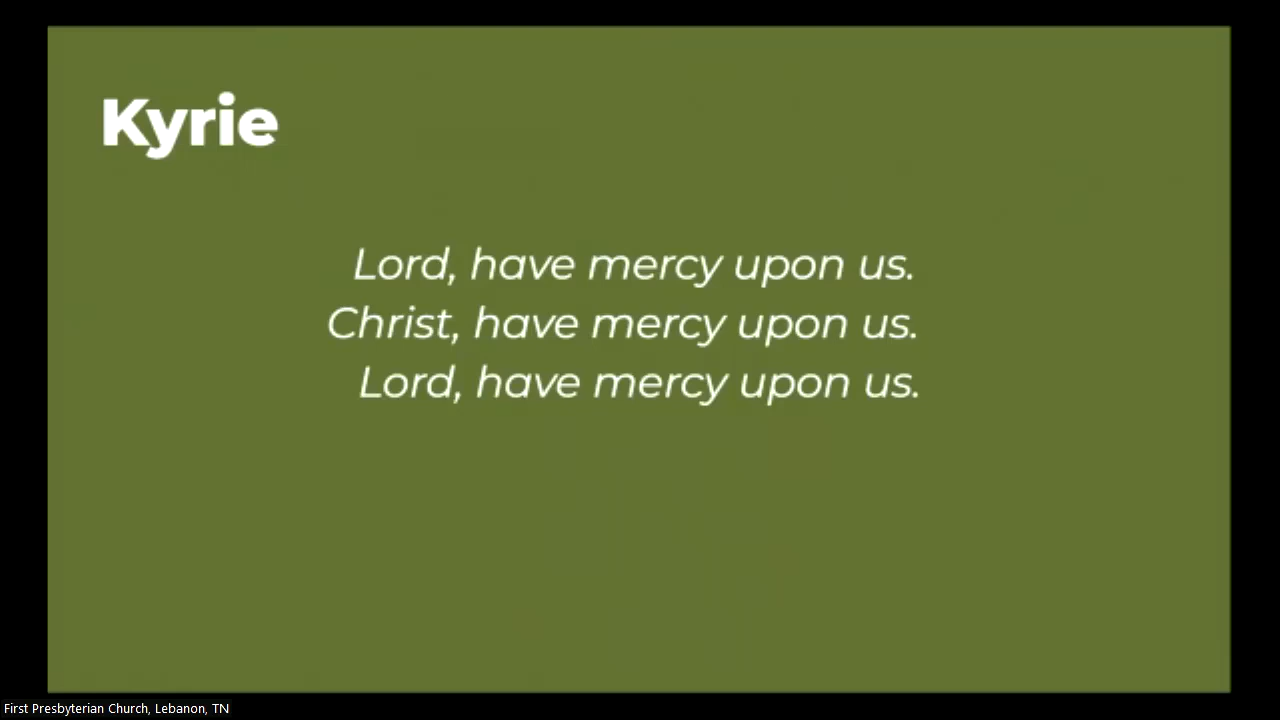 Kyrie
Lord, have mercy upon us.
Christ, have mercy upon us.
Lord, have mercy upon us.
First Presbyterian Church, Lebanon, TN